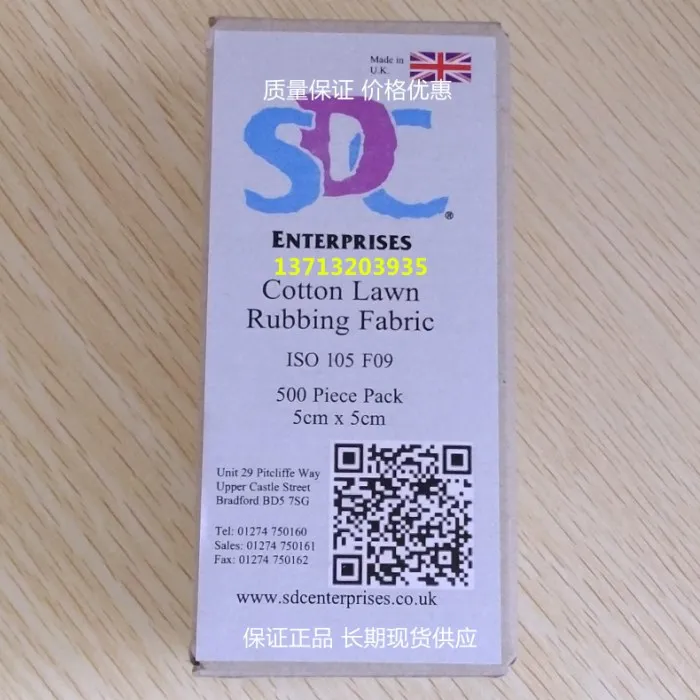 Made in
U.K.
质量保证 价格优惠
SDC®
ENTERPRISES
13713203935
Cotton Lawn
Rubbing Fabric
ISO 105 F09
500 Piece Pack
5cm x 5cm
Unit 29 Pitcliffe Way
Upper Castle Street
Bradford BD5 7SG
Tel: 01274 750160
Sales: 01274 750161
Fax: 01274 750162
www.sdcenterprises.co.uk
保证正品 长期现货供应